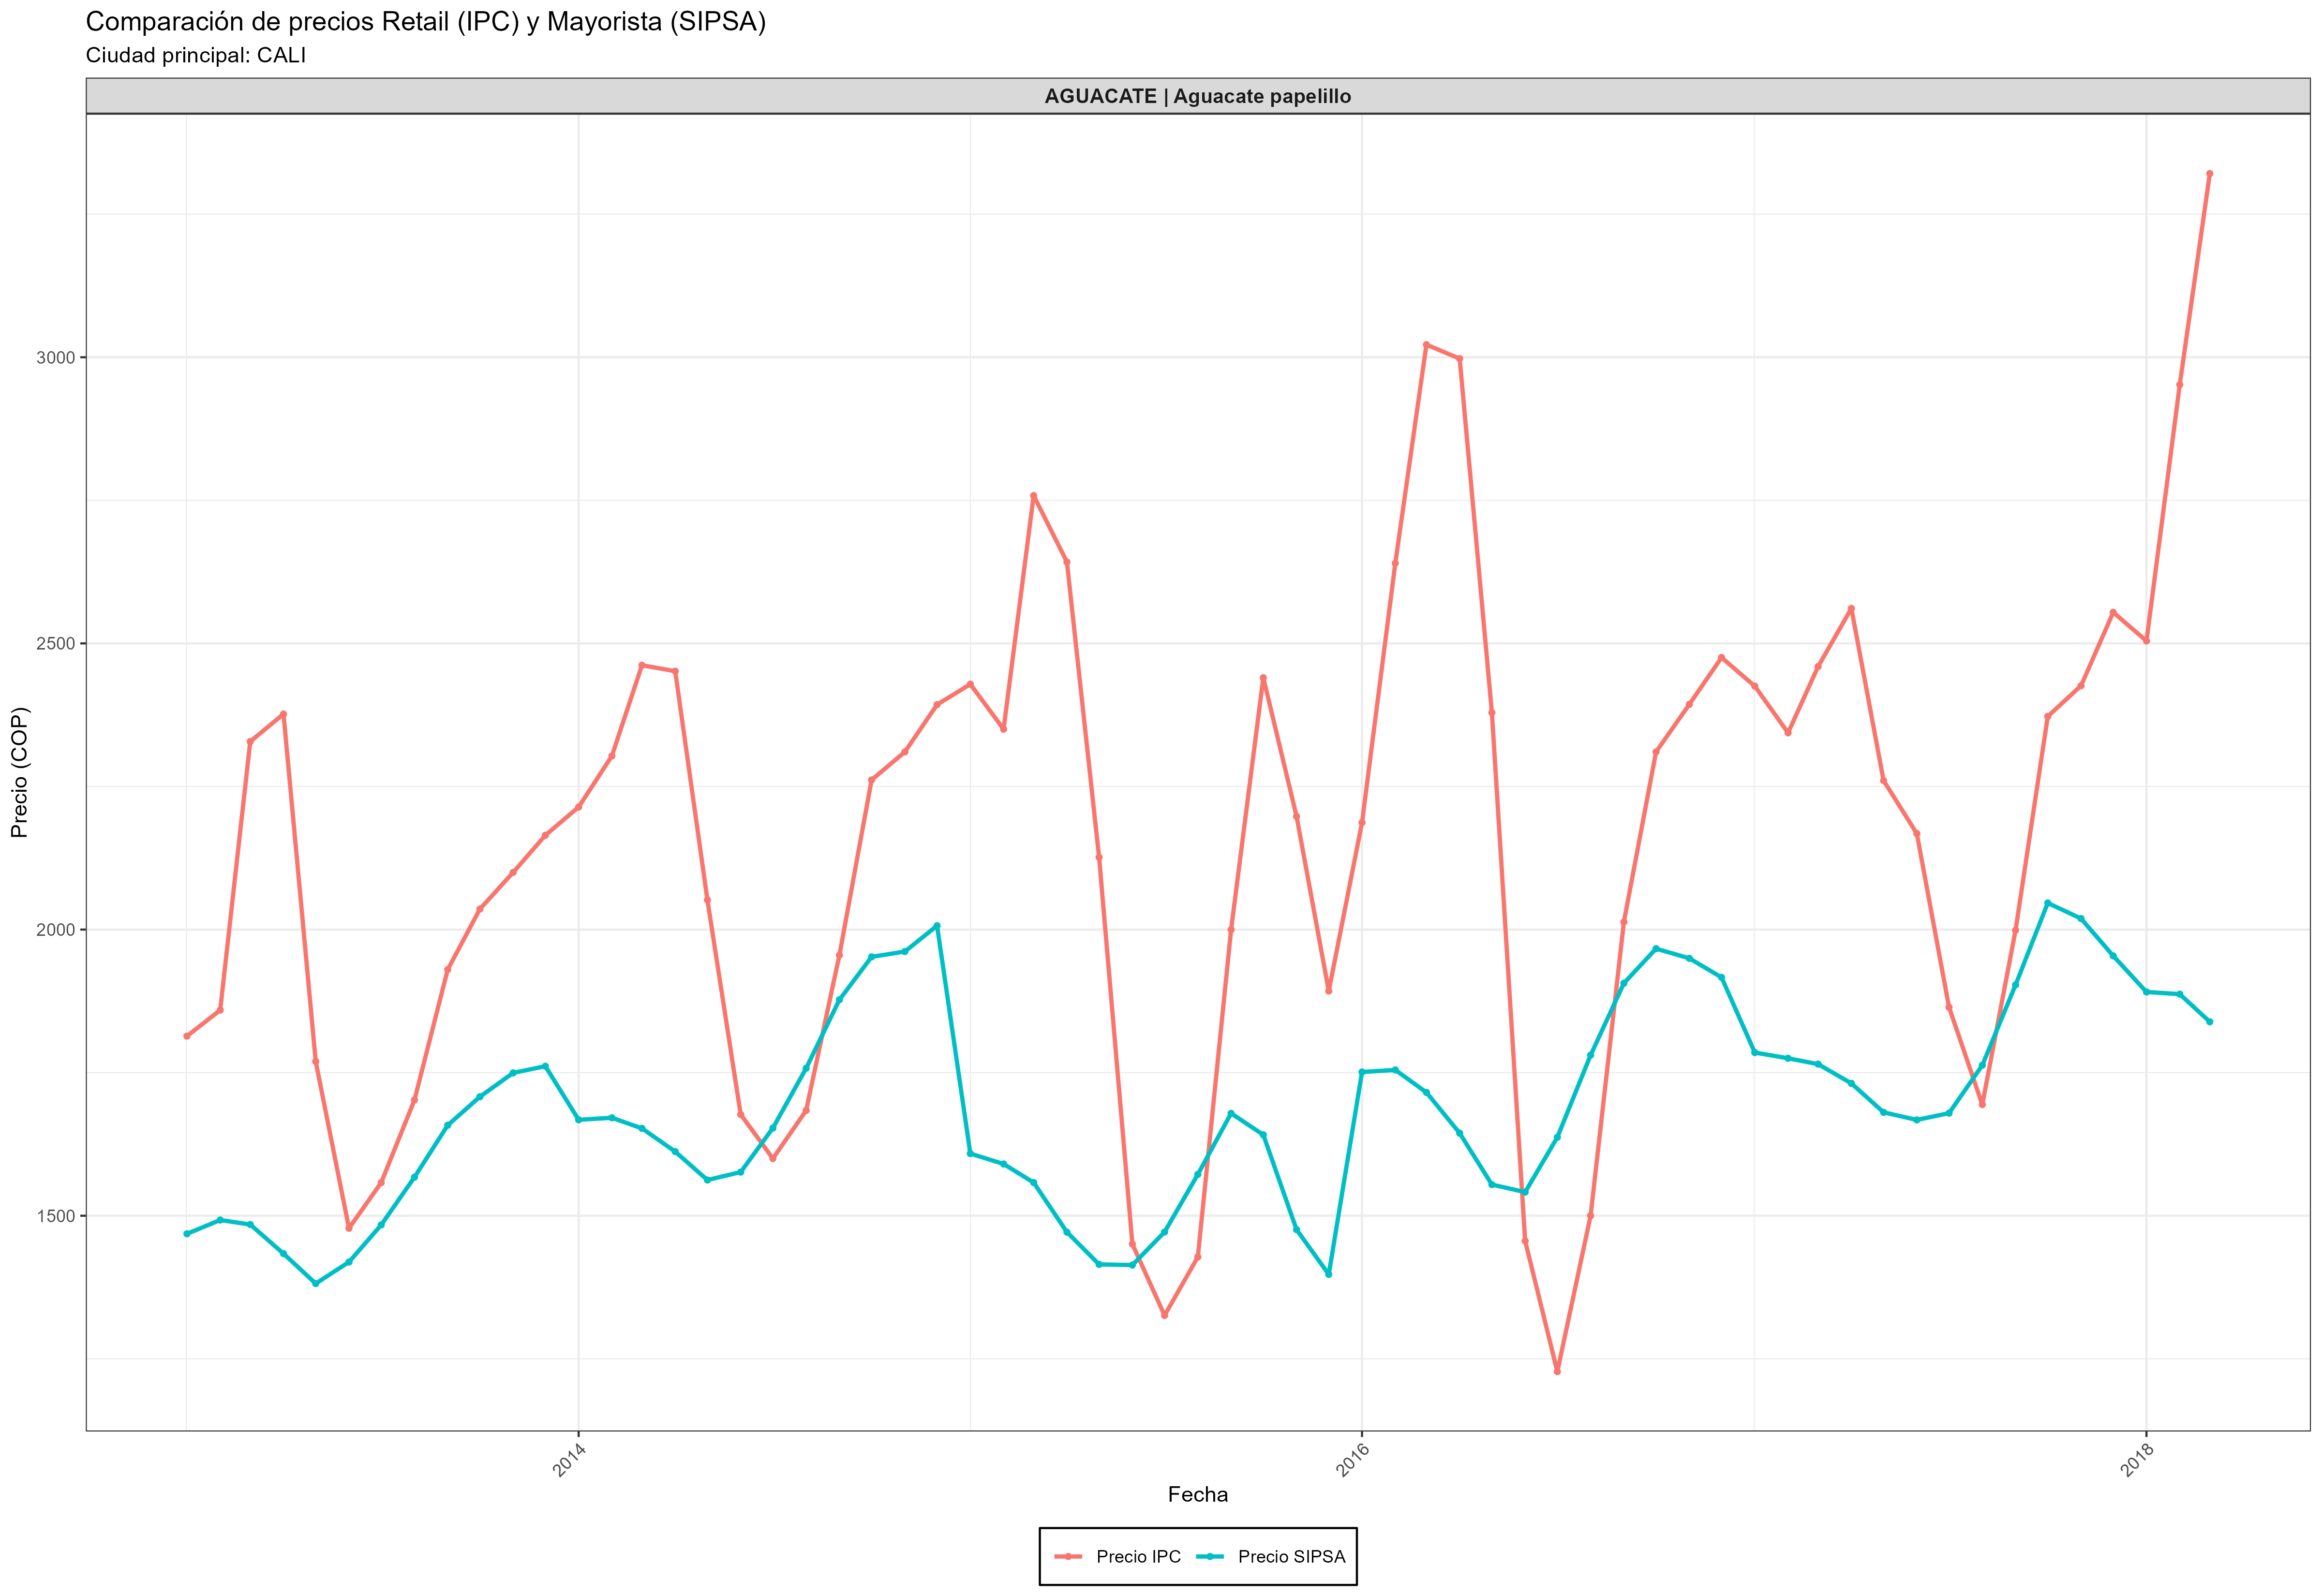 Comparación de precios Retail (IPC) y Mayorista (SIPSA)
Ciudad principal: CALI
AGUACATE | Aguacate papelillo
Precio (COP)
3000
2500
2000
1500
2014
2016
2018
Fecha
Precio IPC
Precio SIPSA